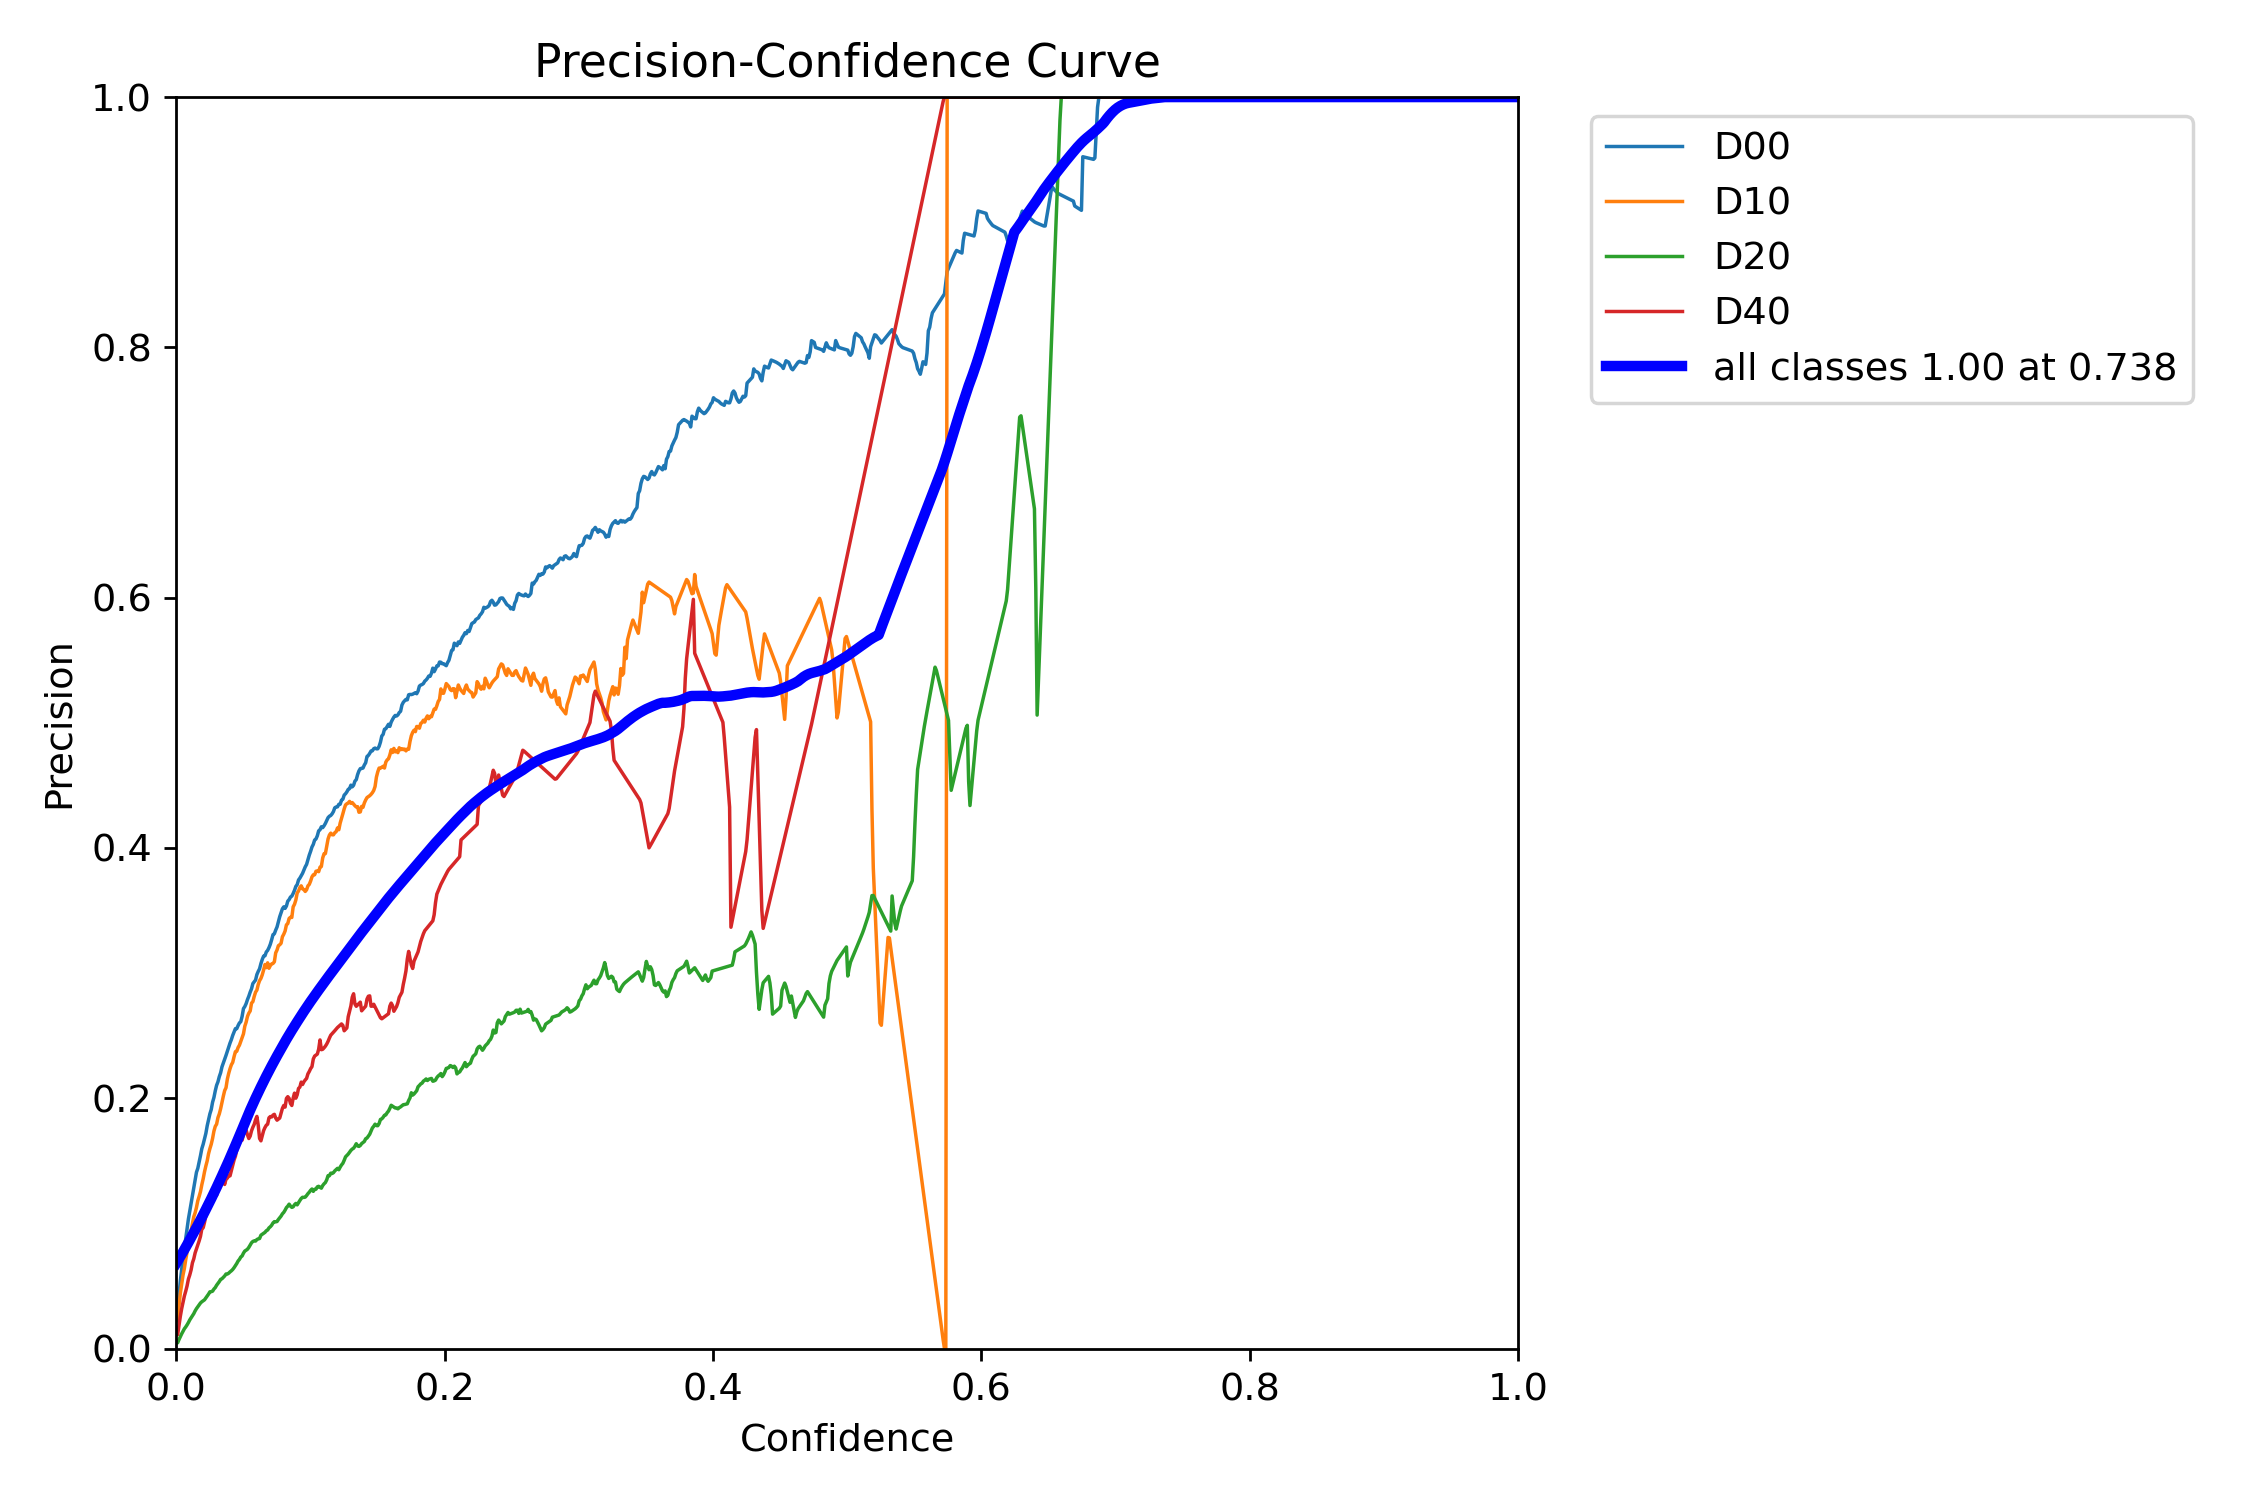 Precision-Confidence Curve
1.0
0.8
0.6
0.4
0.2
0.0
Precision
0.0 0.2 0.4 0.6 0.8 1.0
Confidence
D00
D10
D20
D40
all classes 1.00 at 0.738